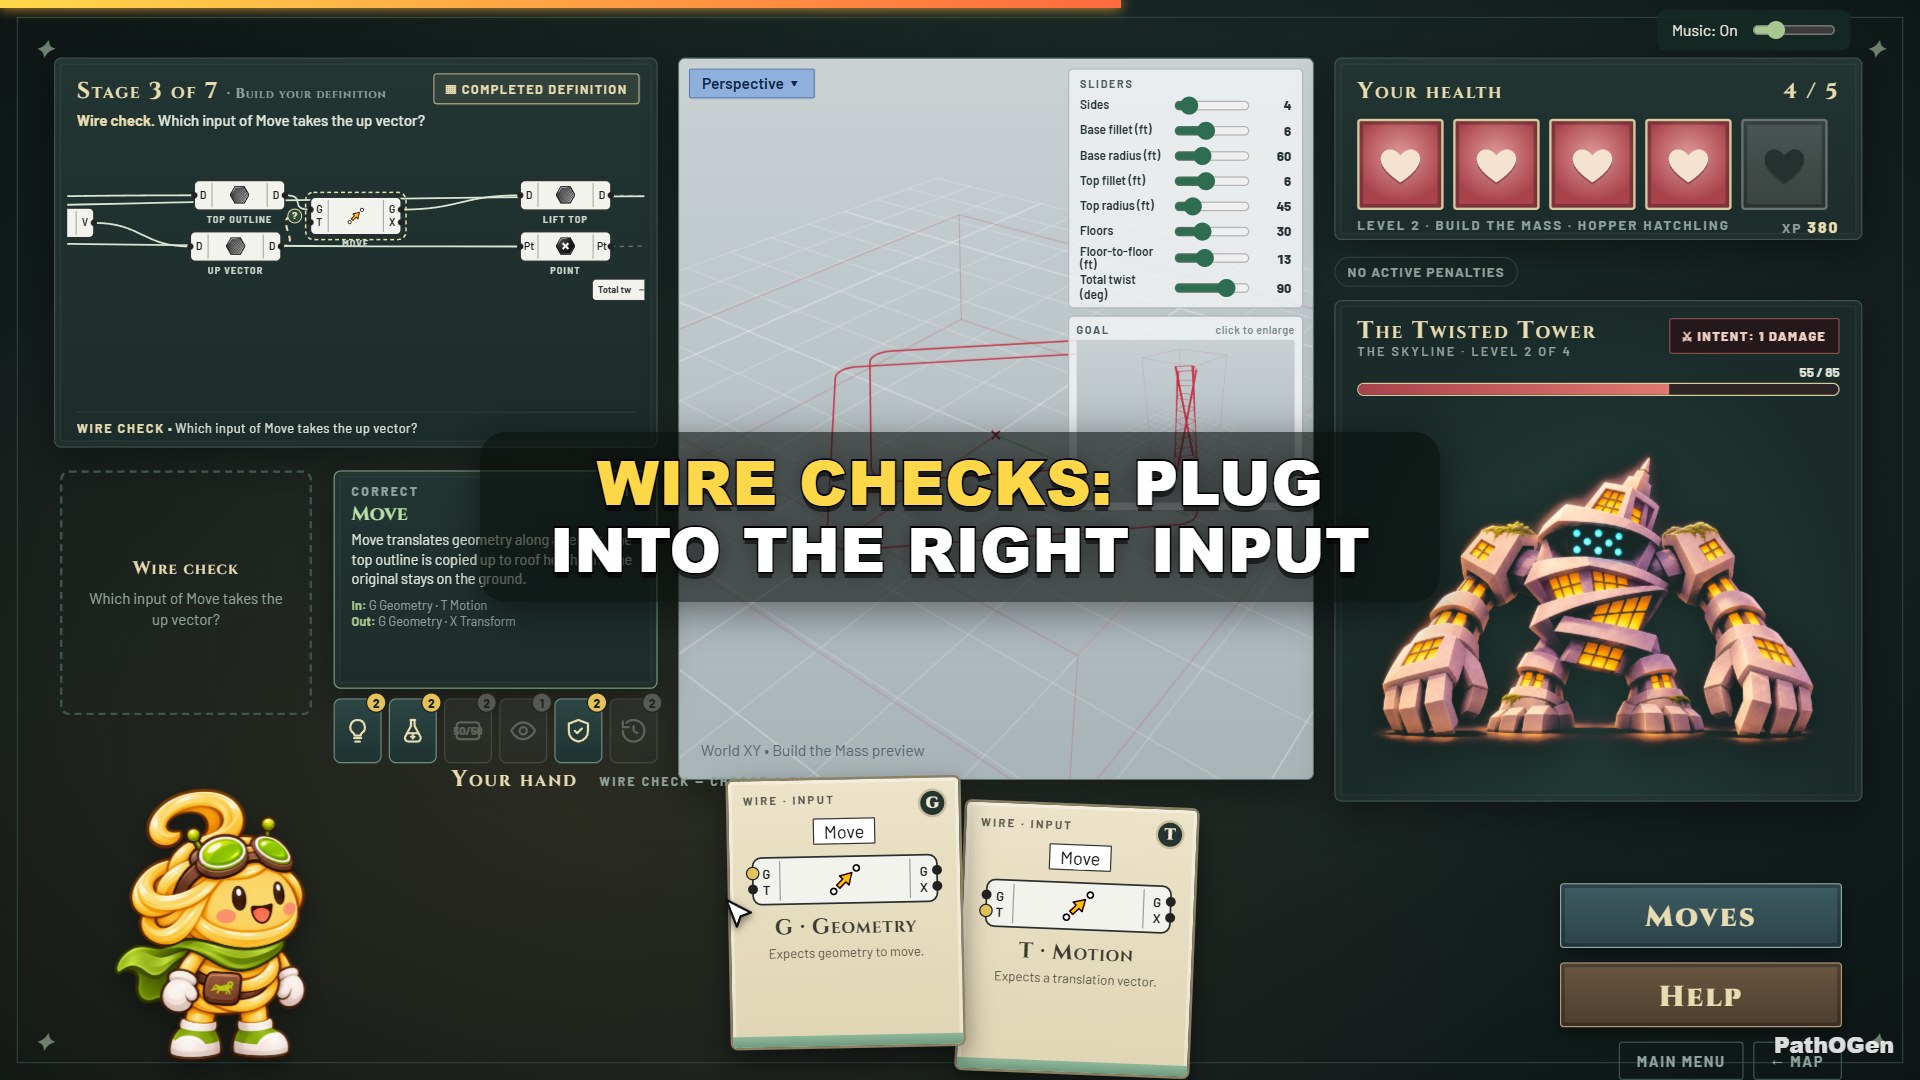 Music: On
STAGE 3 OF 7 · BUILD YOUR DEFINITION
COMPLETED DEFINITION
Wire check. Which input of Move takes the up vector?
D D
TOP OUTLINE
V
D D
UP VECTOR
?
G G
T X
MOVE
D D
LIFT TOP
Pt Pt
POINT
Total tw
WIRE CHECK • Which input of Move takes the up vector?
Perspective ▼
SLIDERS
Sides 4
Base fillet (ft) 6
Base radius (ft) 60
Top fillet (ft) 6
Top radius (ft) 45
Floors 30
Floor-to-floor (ft) 13
Total twist (deg) 90
GOAL click to enlarge
World XY • Build the Mass preview
YOUR HEALTH 4 / 5
LEVEL 2 · BUILD THE MASS · HOPPER HATCHLING
XP 380
NO ACTIVE PENALTIES
THE TWISTED TOWER
THE SKYLINE · LEVEL 2 OF 4
INTENT: 1 DAMAGE
55 / 85
WIRE CHECKS: PLUG
INTO THE RIGHT INPUT
WIRE CHECK
Which input of Move takes the
up vector?
CORRECT
MOVE
Move translates geometry along
top outline is copied up to roof
original stays on the ground.
In: G Geometry · T Motion
Out: G Geometry · X Transform
2 2 2 1 2 2
50/50
YOUR HAND WIRE CHECK –
WIRE · INPUT G
Move
G G
T X
G · GEOMETRY
Expects geometry to move.
WIRE · INPUT T
Move
G G
T X
T · MOTION
Expects a translation vector.
MOVES
HELP
MAIN MENU
← MAP
PathOGen